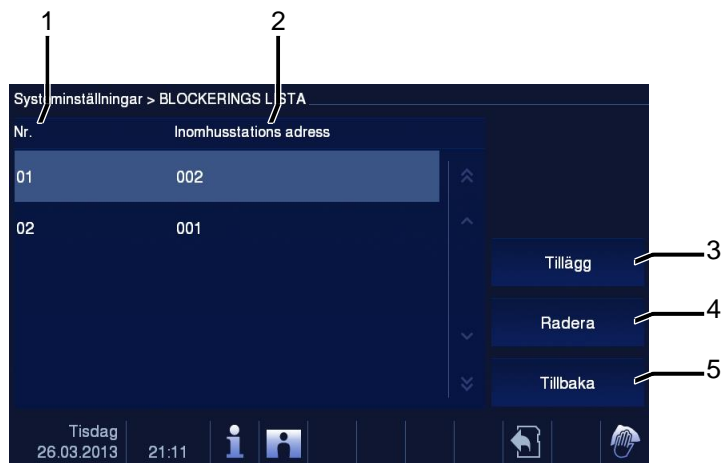 1 2
Systeminställningar > BLOCKERINGS LISTA
Nr. Inomhusstations adress
01 002
02 001
Tillägg 3
Radera 4
Tillbaka 5
Tisdag
26.03.2013 21:11